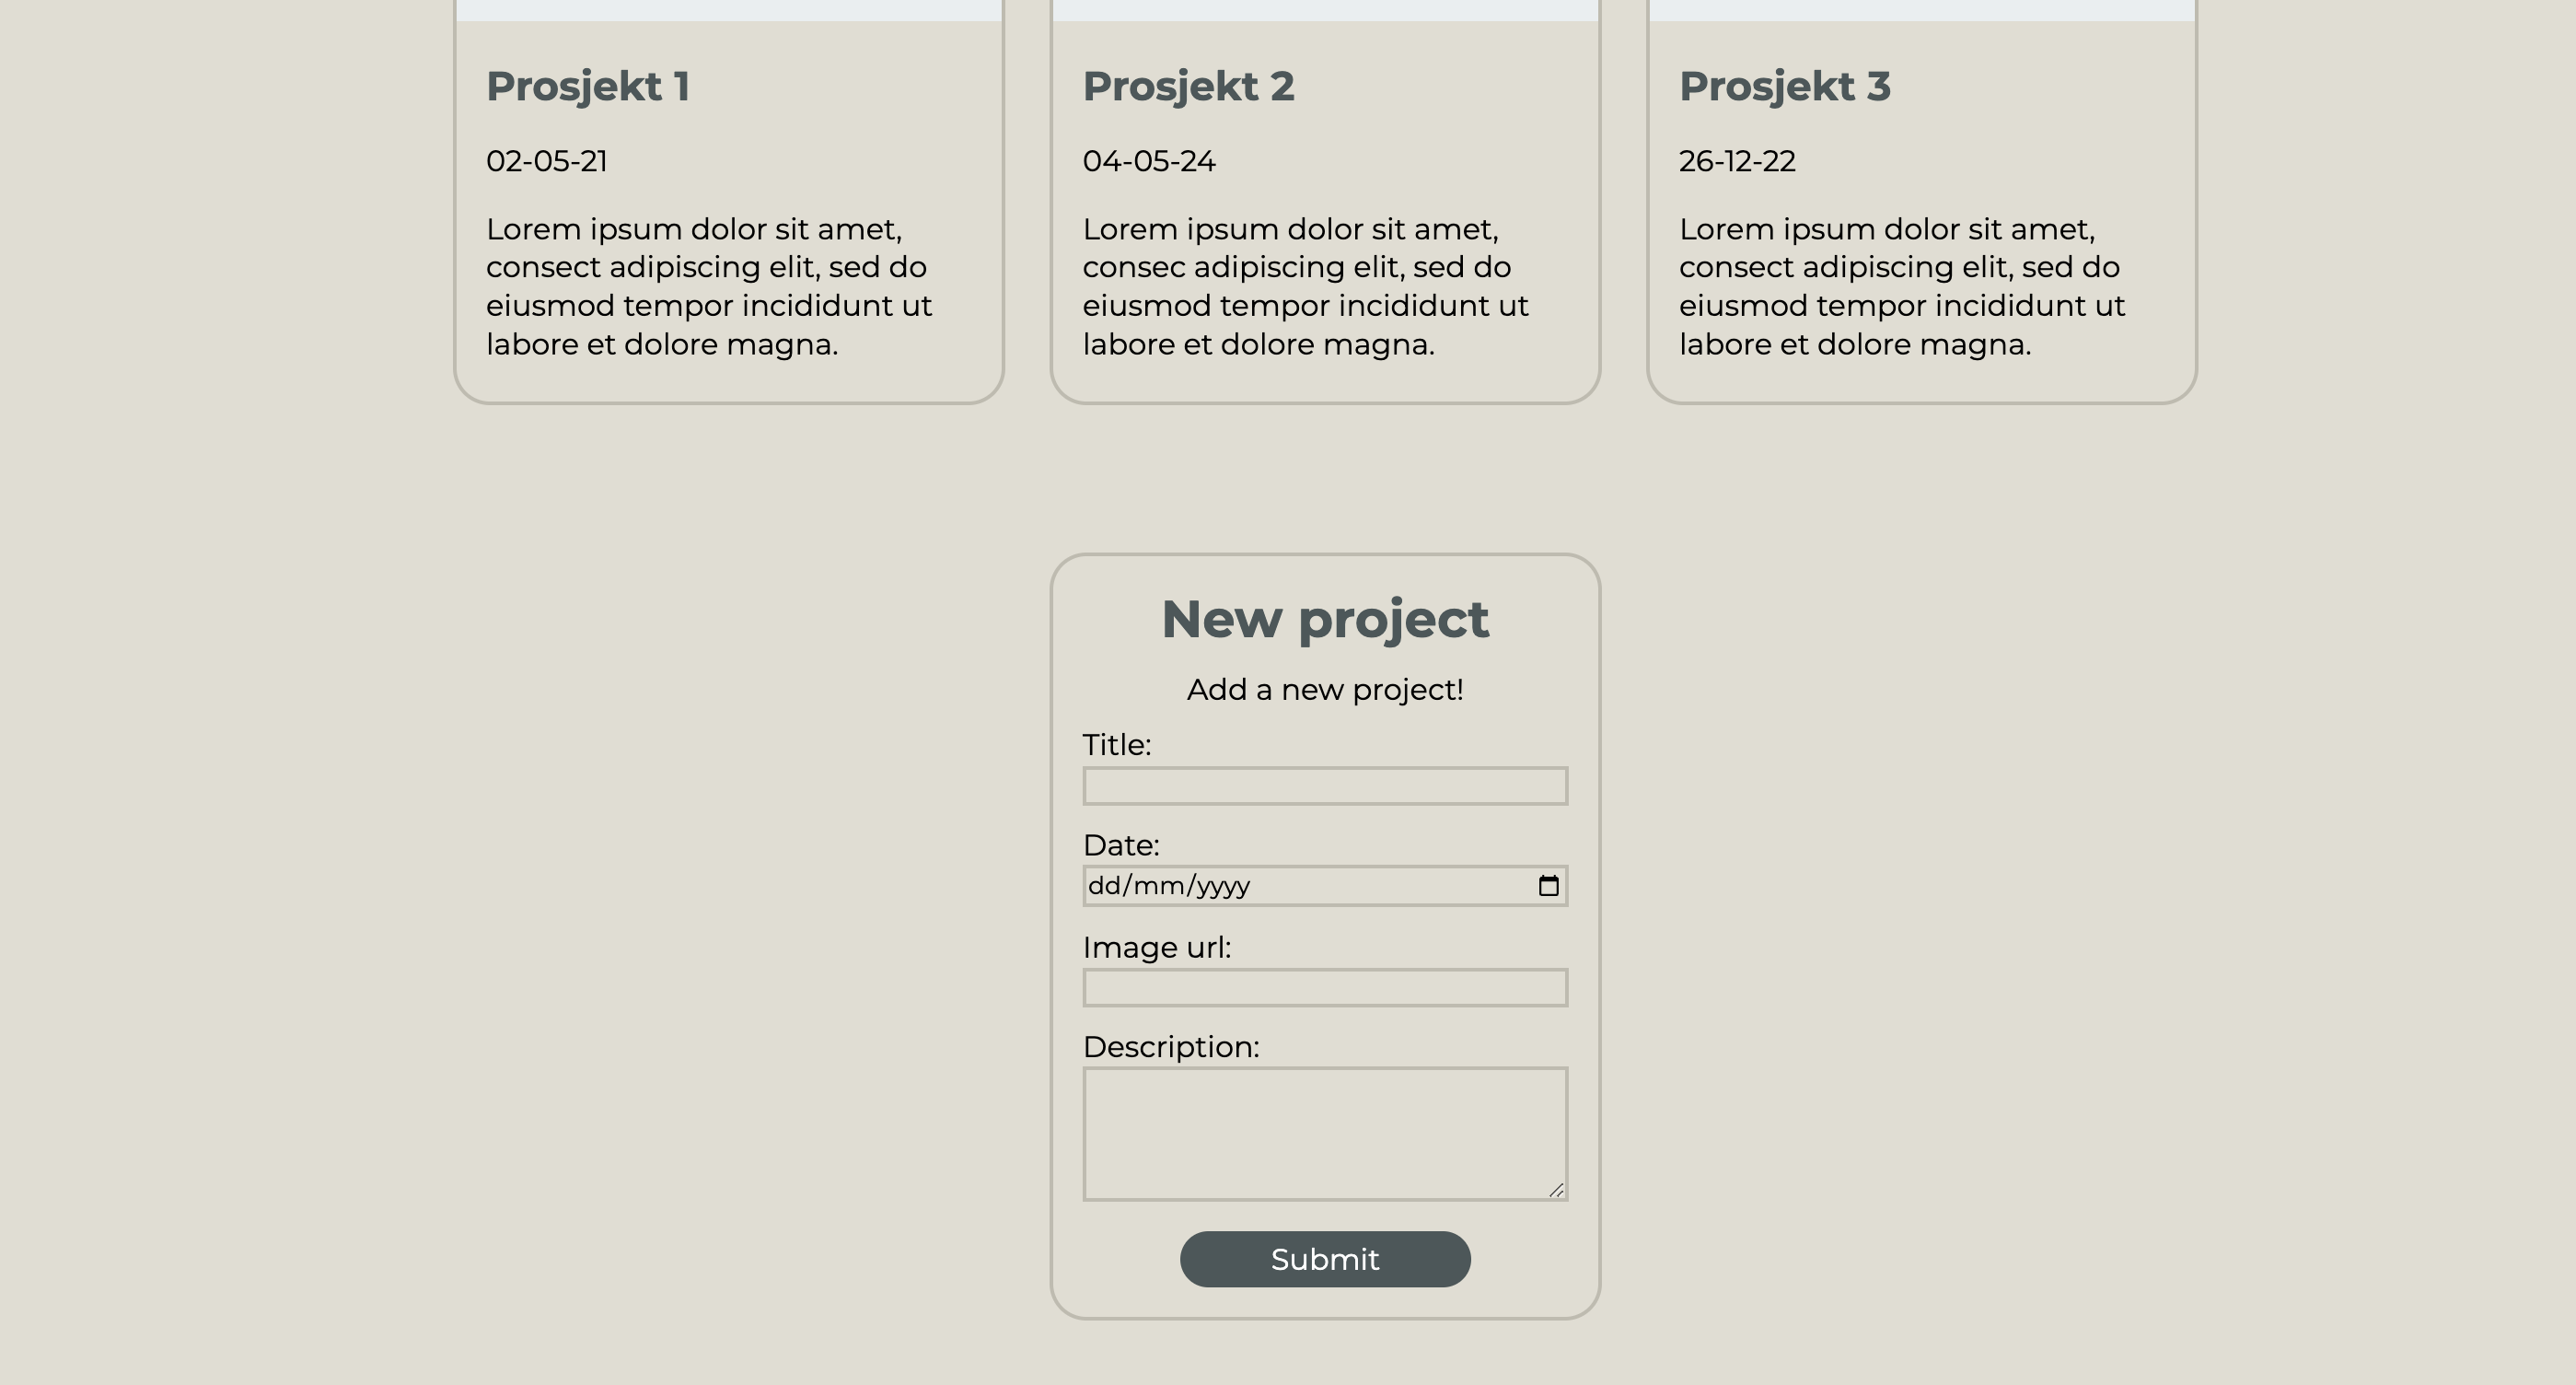 Prosjekt 1
02-05-21
Lorem ipsum dolor sit amet,
consect adipiscing elit, sed do
eiusmod tempor incididunt ut
labore et dolore magna.
Prosjekt 2
04-05-24
Lorem ipsum dolor sit amet,
consec adipiscing elit, sed do
eiusmod tempor incididunt ut
labore et dolore magna.
Prosjekt 3
26-12-22
Lorem ipsum dolor sit amet,
consect adipiscing elit, sed do
eiusmod tempor incididunt ut
labore et dolore magna.
New project
Add a new project!
Title:
Date:
dd/mm/yyyy
Image url:
Description:
Submit